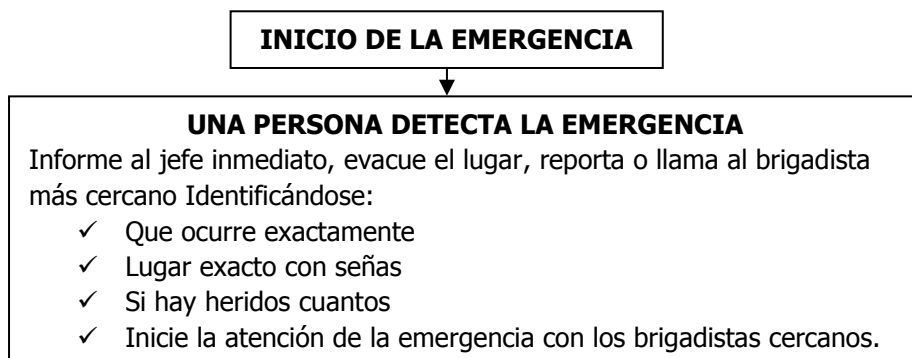 INICIO DE LA EMERGENCIA
UNA PERSONA DETECTA LA EMERGENCIA
Informe al jefe inmediato, evacue el lugar, reporta o llama al brigadista
más cercano Identificándose:
✓ Que ocurre exactamente
✓ Lugar exacto con señas
✓ Si hay heridos cuantos
✓ Inicie la atención de la emergencia con los brigadistas cercanos.